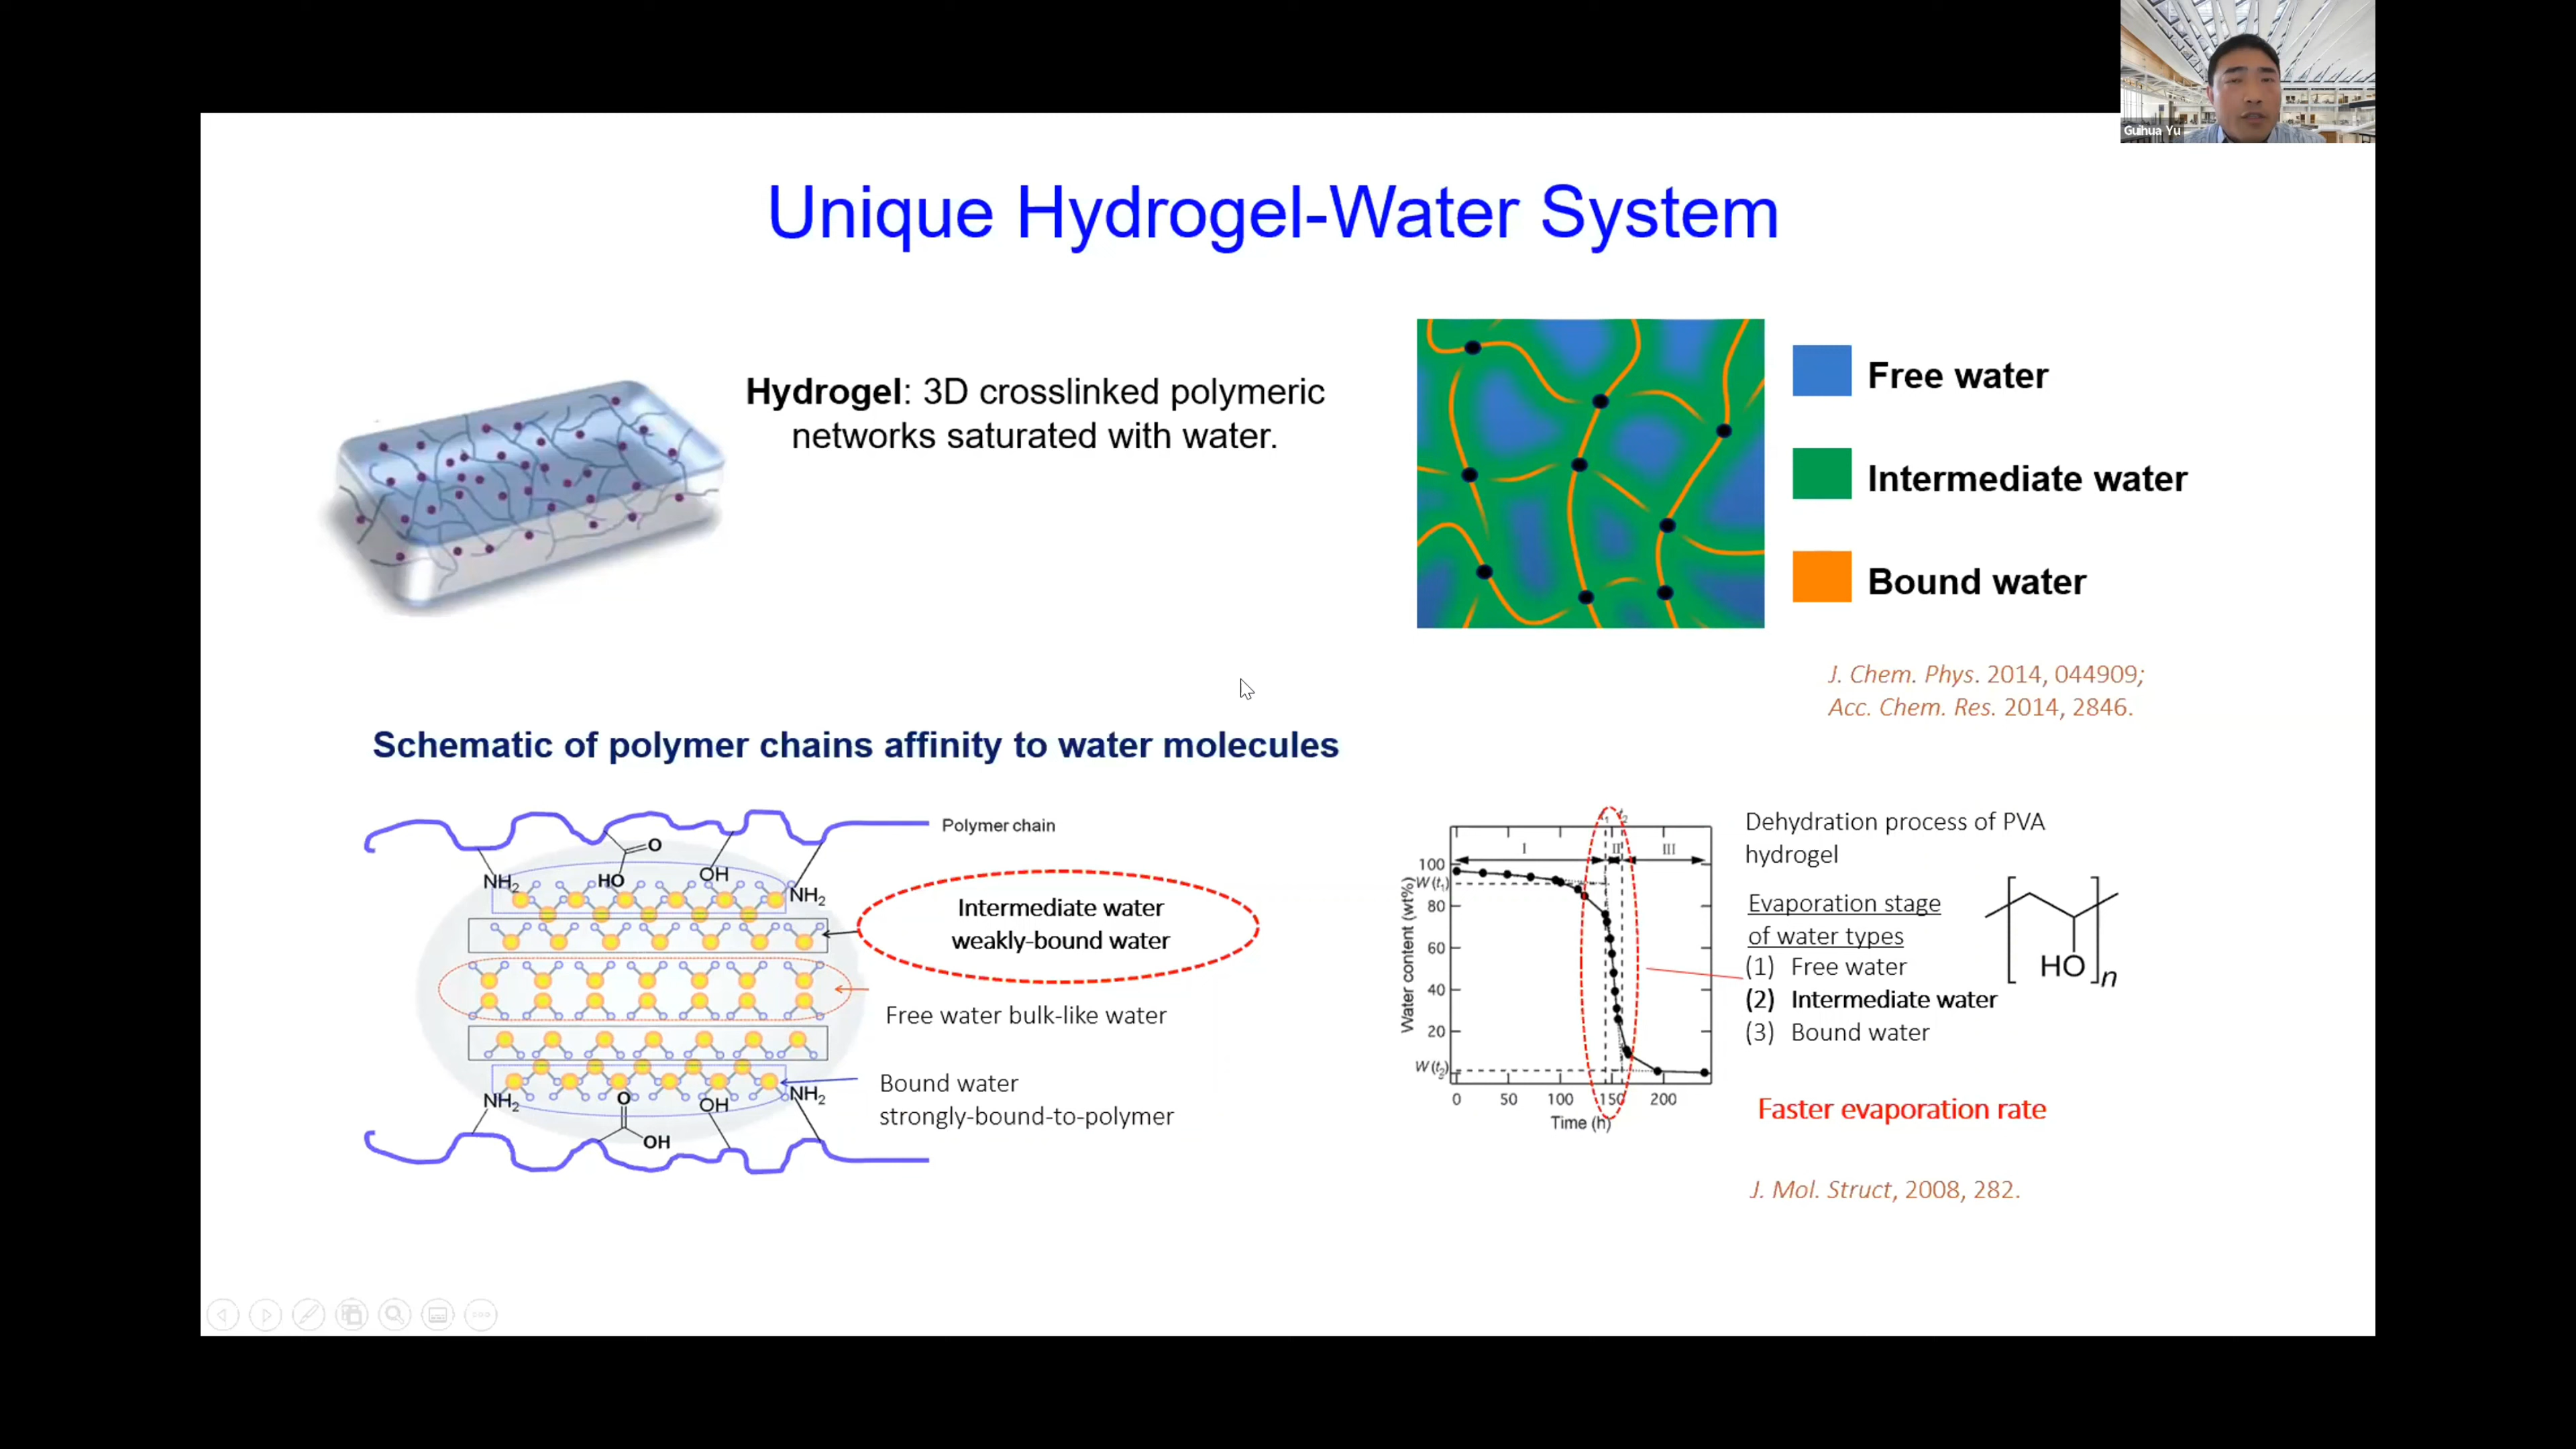 Guihua Yu
Unique Hydrogel-Water System
Hydrogel: 3D crosslinked polymeric
networks saturated with water.
Free water
Intermediate water
Bound water
J. Chem. Phys. 2014, 044909;
Acc. Chem. Res. 2014, 2846.
Schematic of polymer chains affinity to water molecules
Polymer chain
NH2
HO
O
OH
NH2
Intermediate water
weakly-bound water
Free water bulk-like water
Bound water
strongly-bound-to-polymer
NH2
O
OH
OH
NH2
t1
t2
I
II
III
Water content (wt%)
100
W(t1)
80
60
40
20
W(t2)
0
50
100
150
200
Time (h)
Dehydration process of PVA
hydrogel
Evaporation stage
of water types
(1) Free water
(2) Intermediate water
(3) Bound water
HO
n
Faster evaporation rate
J. Mol. Struct, 2008, 282.